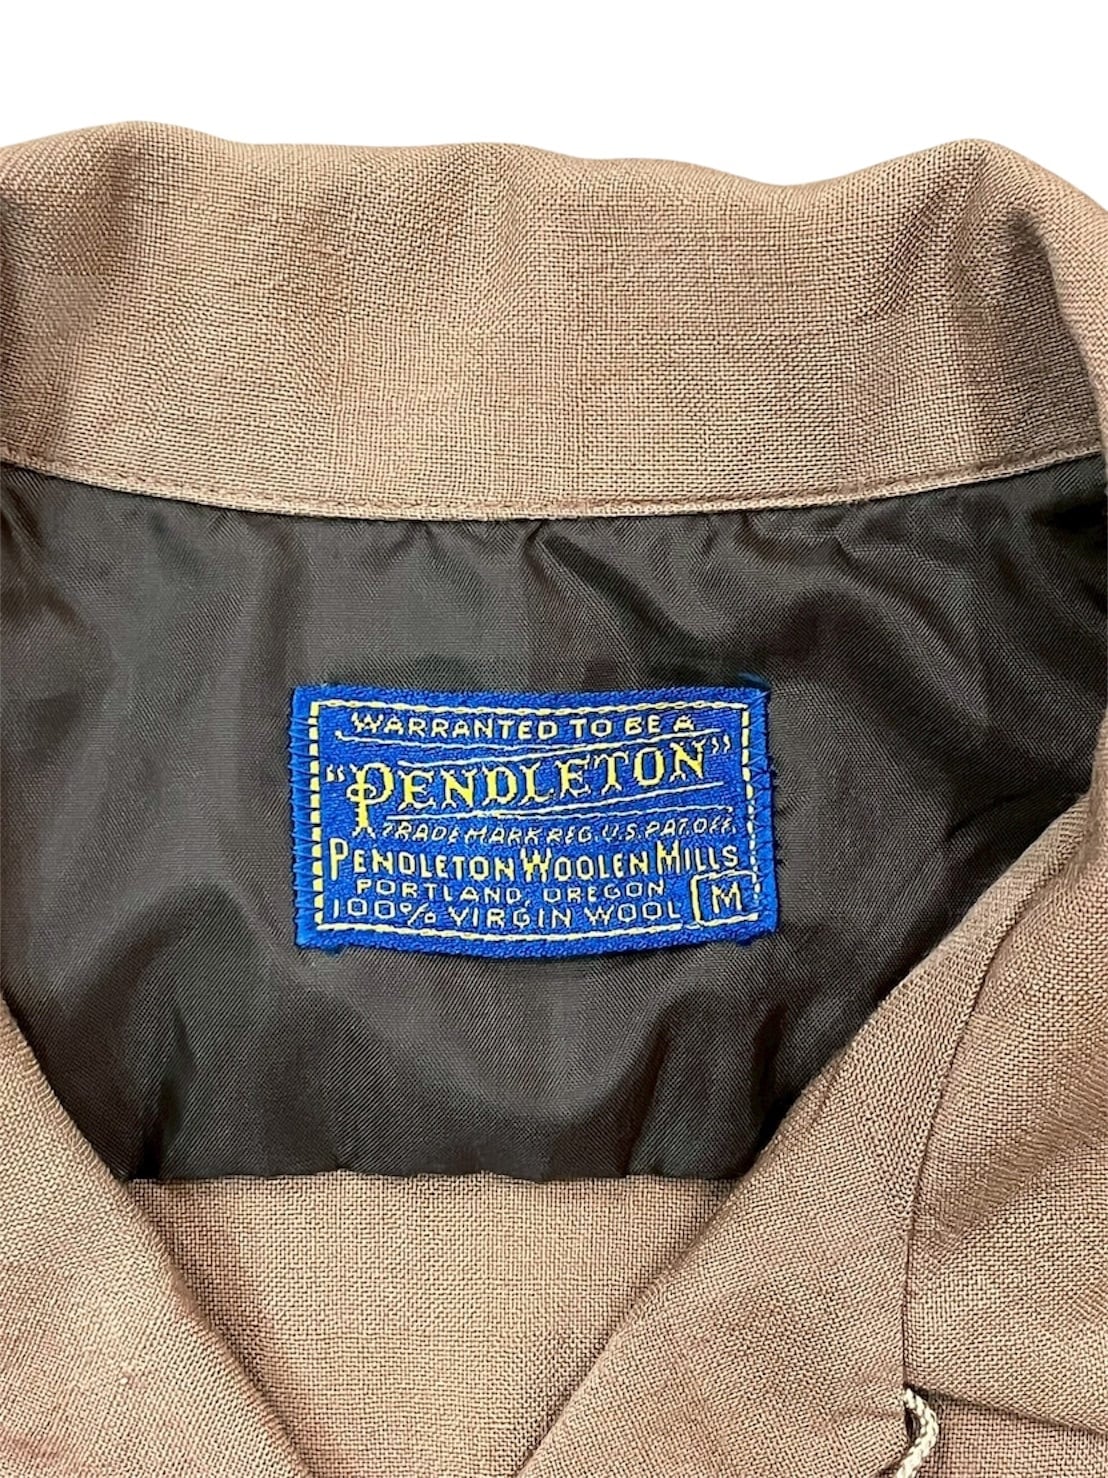 WARRANTED TO BE A
"PENDLETON"
TRADE MARK REG. U.S. PAT. OFF.
PENDLETON WOOLEN MILLS
PORTLAND, OREGON
100% VIRGIN WOOL M